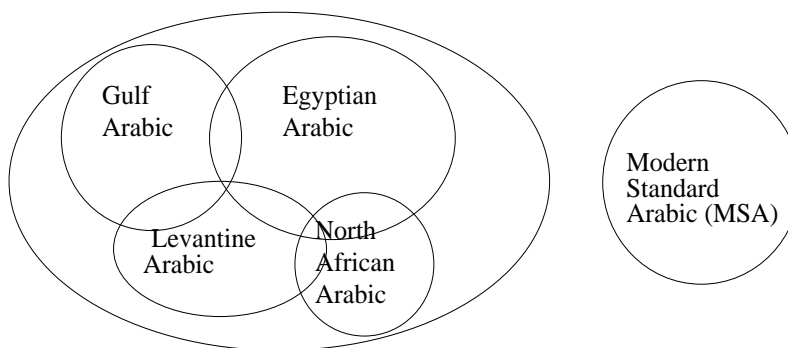 Gulf
Arabic
Egyptian
Arabic
Levantine
Arabic
North
African
Arabic
Modern
Standard
Arabic (MSA)